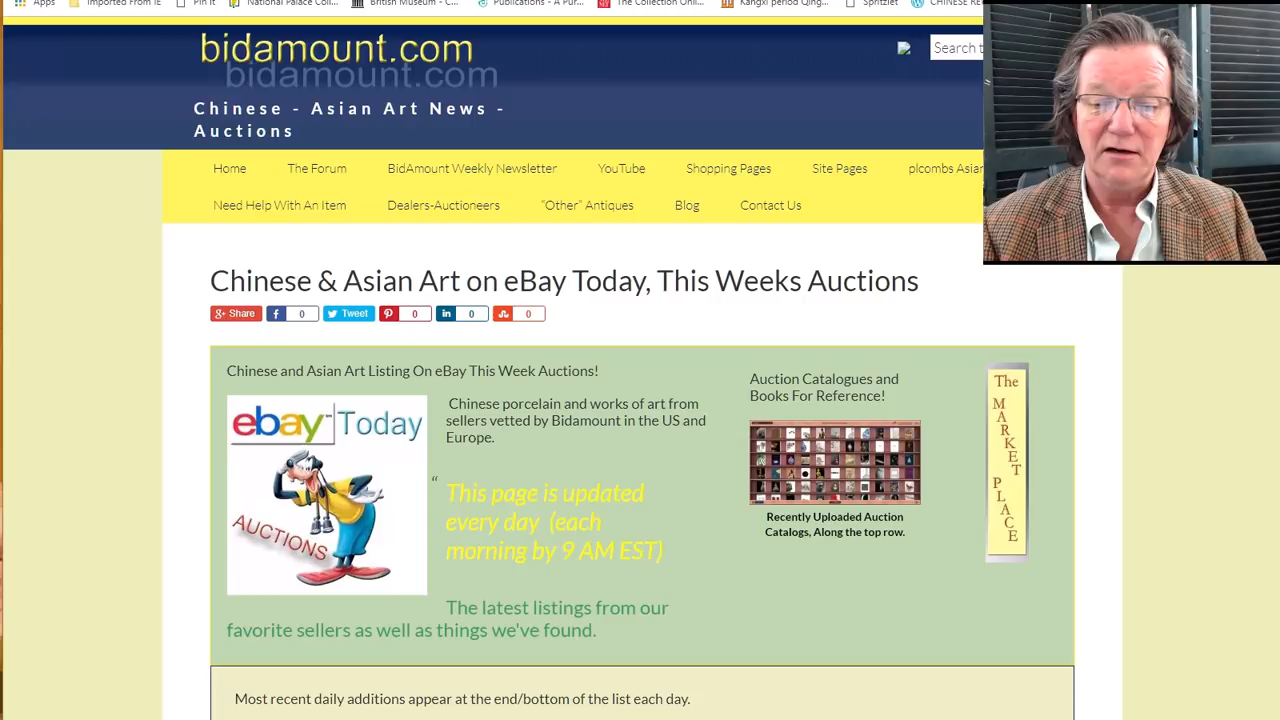 Apps
Imported From IE
Pin It
National Palace Coll...
British Museum - C...
Publications - A Pur...
The Collection Onli...
Kangxi period Qing...
Spritzlet
CHINESE RE
bidamount.com
bidamount.com
Search t
Chinese - Asian Art News -
Auctions
Home
The Forum
BidAmount Weekly Newsletter
YouTube
Shopping Pages
Site Pages
plcombs Asian
Need Help With An Item
Dealers-Auctioneers
“Other” Antiques
Blog
Contact Us
Chinese & Asian Art on eBay Today, This Weeks Auctions
Share
0
Tweet
0
0
0
Chinese and Asian Art Listing On eBay This Week Auctions!
ebay Today
AUCTIONS
Chinese porcelain and works of art from
sellers vetted by Bidamount in the US and
Europe.
“
This page is updated
every day (each
morning by 9 AM EST)
The latest listings from our
favorite sellers as well as things we've found.
Auction Catalogues and
Books For Reference!
Recently Uploaded Auction
Catalogs, Along the top row.
The
MARKET
PLACE
Most recent daily additions appear at the end/bottom of the list each day.